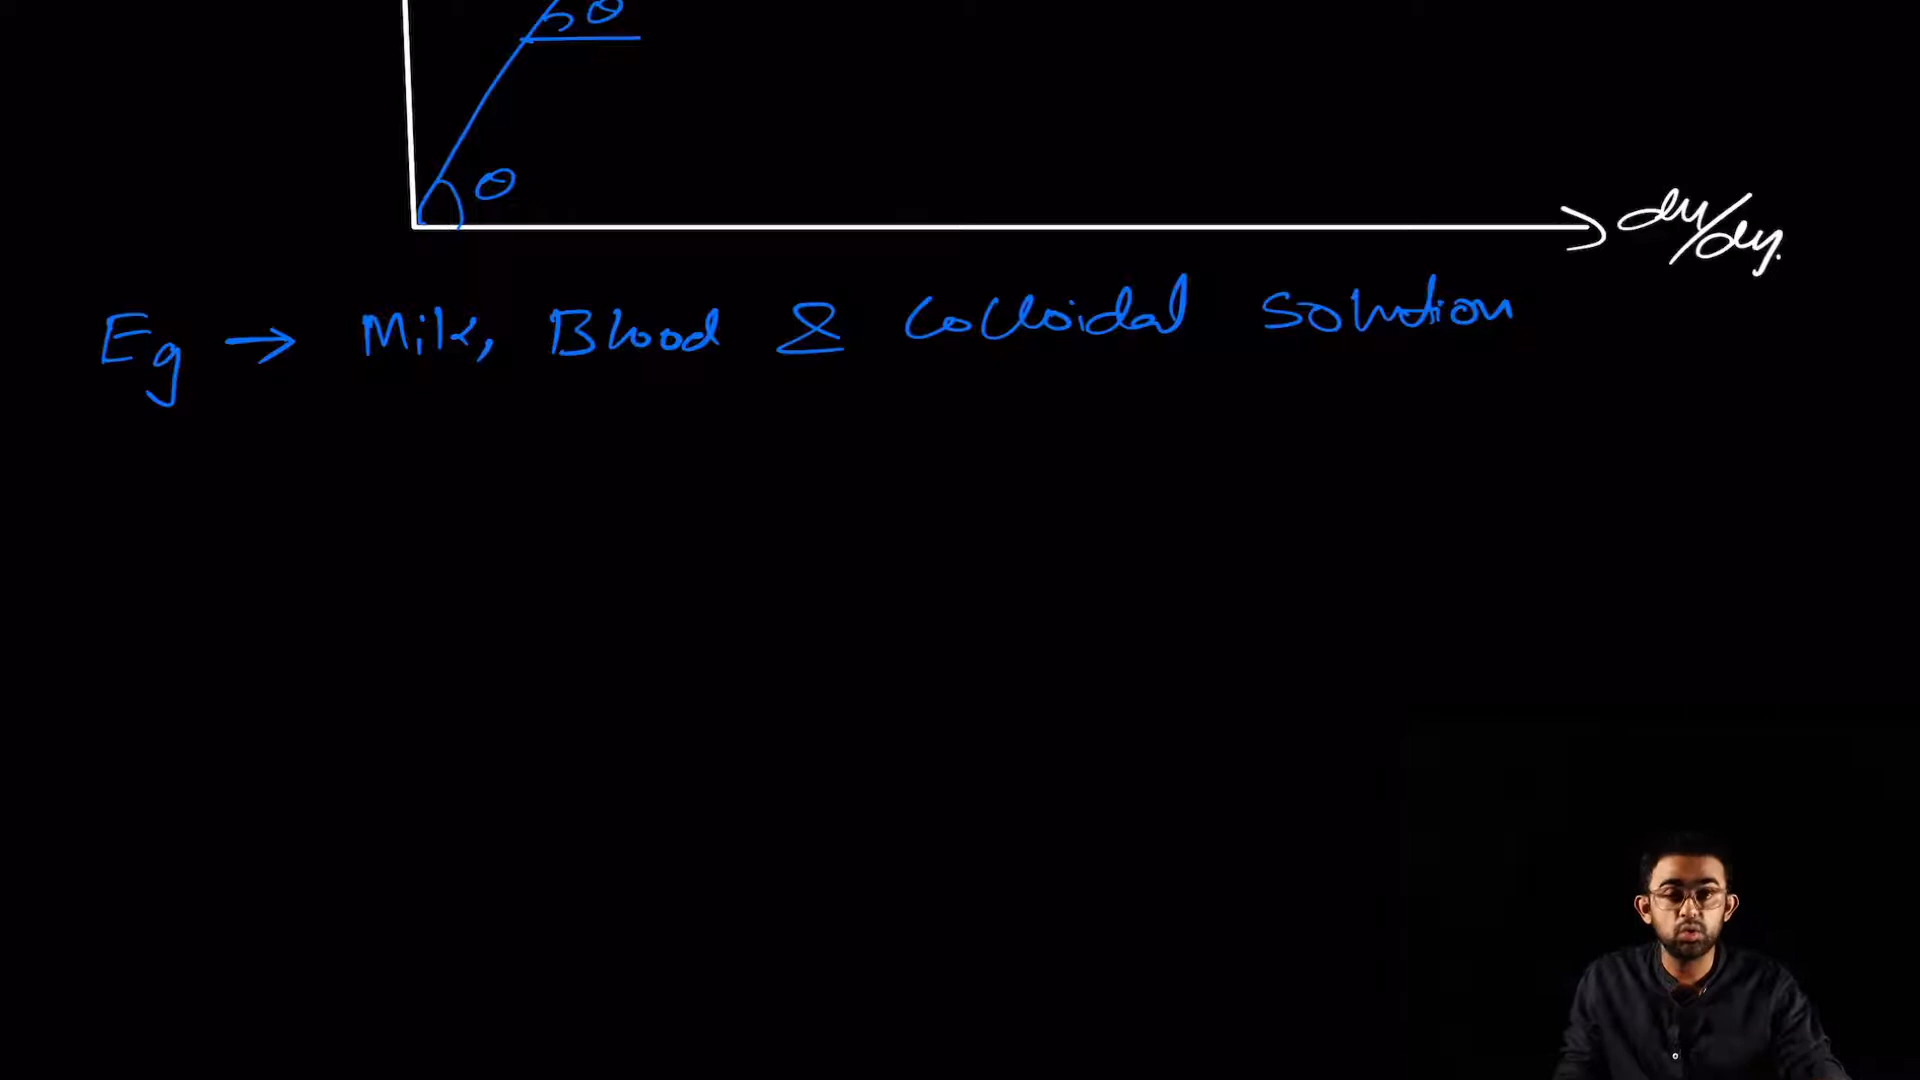 θ
θ
du/dy.
Eg → Milk, Blood & Colloidal Solution